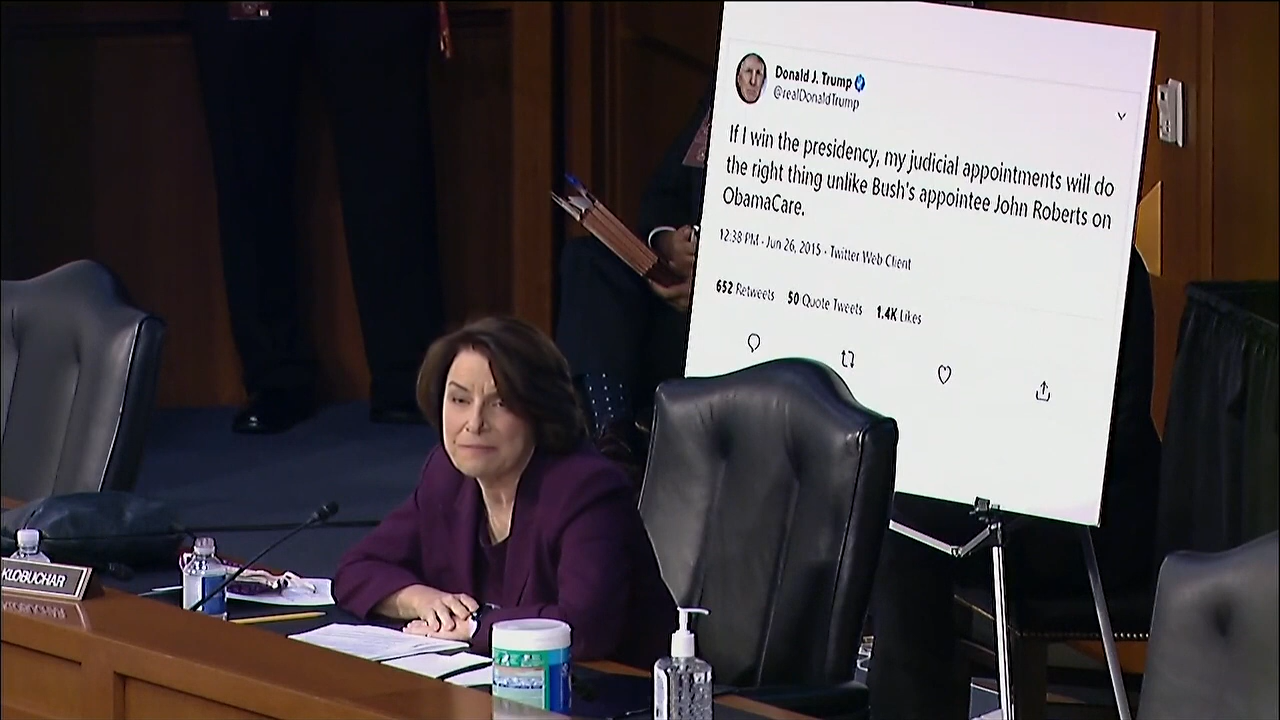 Donald J. Trump
@realDonaldTrump
If I win the presidency, my judicial appointments will do
the right thing unlike Bush's appointee John Roberts on
ObamaCare.
12:38 PM · Jun 26, 2015 · Twitter Web Client
652 Retweets 50 Quote Tweets 1.4K Likes
KLOBUCHAR